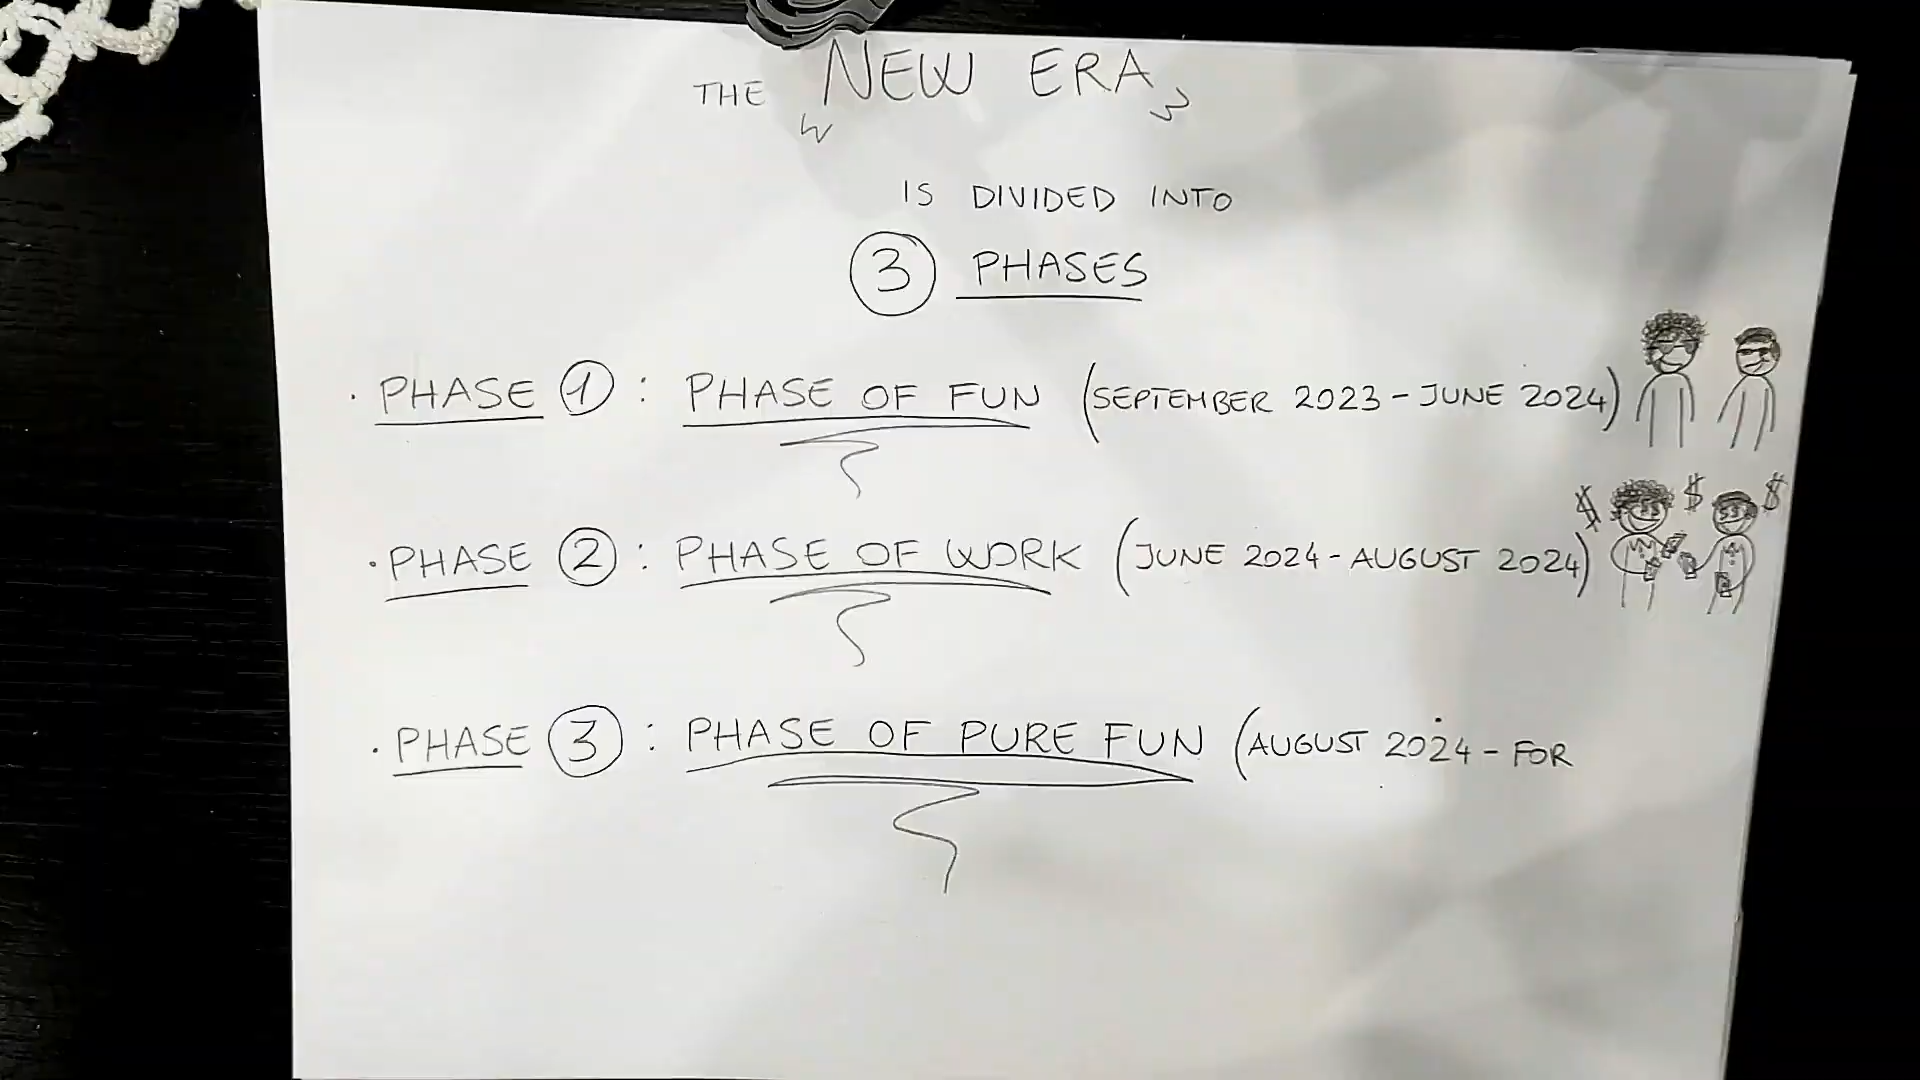 THE NEW ERA
IS DIVIDED INTO
3 PHASES
· PHASE 1 : PHASE OF FUN (SEPTEMBER 2023 - JUNE 2024)
$ $ $
· PHASE 2 : PHASE OF WORK (JUNE 2024 - AUGUST 2024)
· PHASE 3 : PHASE OF PURE FUN (AUGUST 2024 - FOR